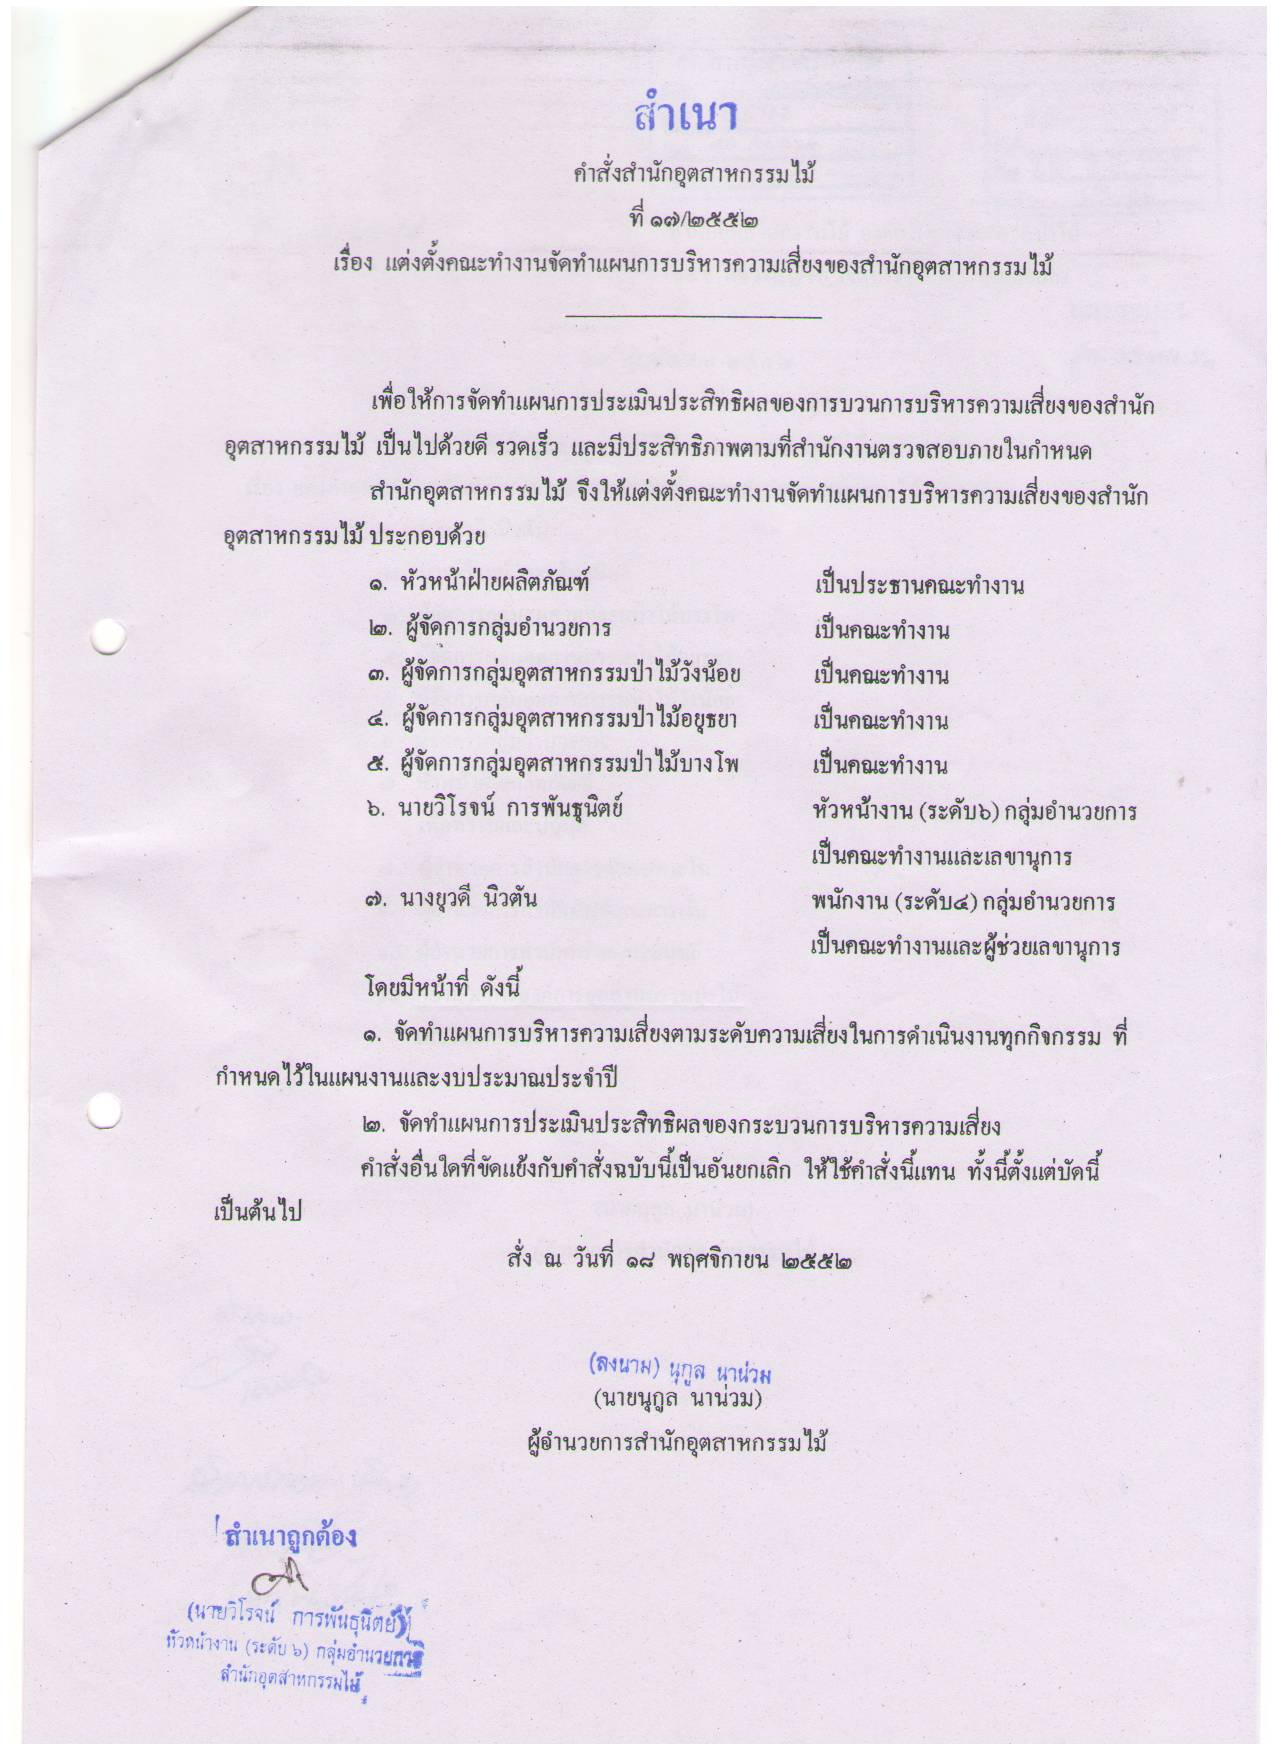 สำเนา
คำสั่งสำนักอุตสาหกรรมไม้
ที่ ๑๗/๒๕๕๒
เรื่อง แต่งตั้งคณะทำงานจัดทำแผนการบริหารความเสี่ยงของสำนักอุตสาหกรรมไม้
เพื่อให้การจัดทำแผนการประเมินประสิทธิผลของการบวนการบริหารความเสี่ยงของสำนัก
อุตสาหกรรมไม้ เป็นไปด้วยดี รวดเร็ว และมีประสิทธิภาพตามที่สำนักงานตรวจสอบภายในกำหนด
สำนักอุตสาหกรรมไม้ จึงให้แต่งตั้งคณะทำงานจัดทำแผนการบริหารความเสี่ยงของสำนัก
อุตสาหกรรมไม้ ประกอบด้วย
๑. หัวหน้าฝ่ายผลิตภัณฑ์ เป็นประธานคณะทำงาน
๒. ผู้จัดการกลุ่มอำนวยการ เป็นคณะทำงาน
๓. ผู้จัดการกลุ่มอุตสาหกรรมป่าไม้วังน้อย เป็นคณะทำงาน
๔. ผู้จัดการกลุ่มอุตสาหกรรมป่าไม้อยุธยา เป็นคณะทำงาน
๕. ผู้จัดการกลุ่มอุตสาหกรรมป่าไม้บางโพ เป็นคณะทำงาน
๖. นายวิโรจน์ การพันธุนิตย์ หัวหน้างาน (ระดับ๖) กลุ่มอำนวยการ
เป็นคณะทำงานและเลขานุการ
๗. นางยุวดี นิวตัน พนักงาน (ระดับ๔) กลุ่มอำนวยการ
เป็นคณะทำงานและผู้ช่วยเลขานุการ
โดยมีหน้าที่ ดังนี้
๑. จัดทำแผนการบริหารความเสี่ยงตามระดับความเสี่ยงในการดำเนินงานทุกกิจกรรม ที่
กำหนดไว้ในแผนงานและงบประมาณประจำปี
๒. จัดทำแผนการประเมินประสิทธิผลของกระบวนการบริหารความเสี่ยง
คำสั่งอื่นใดที่ขัดแย้งกับคำสั่งฉบับนี้เป็นอันยกเลิก ให้ใช้คำสั่งนี้แทน ทั้งนี้ตั้งแต่บัดนี้
เป็นต้นไป
สั่ง ณ วันที่ ๑๘ พฤศจิกายน ๒๕๕๒
(ลงนาม) นุกูล นาน่วม
(นายนุกูล นาน่วม)
ผู้อำนวยการสำนักอุตสาหกรรมไม้
สำเนาถูกต้อง
(นายวิโรจน์ การพันธุนิตย์)
หัวหน้างาน (ระดับ ๖) กลุ่มอำนวยการ
สำนักอุตสาหกรรมไม้